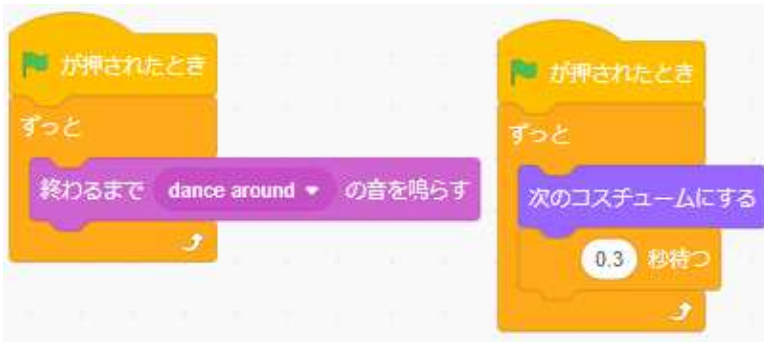 が押されたとき
ずっと
終わるまで dance around の音を鳴らす
が押されたとき
ずっと
次のコスチュームにする
0.3 秒待つ